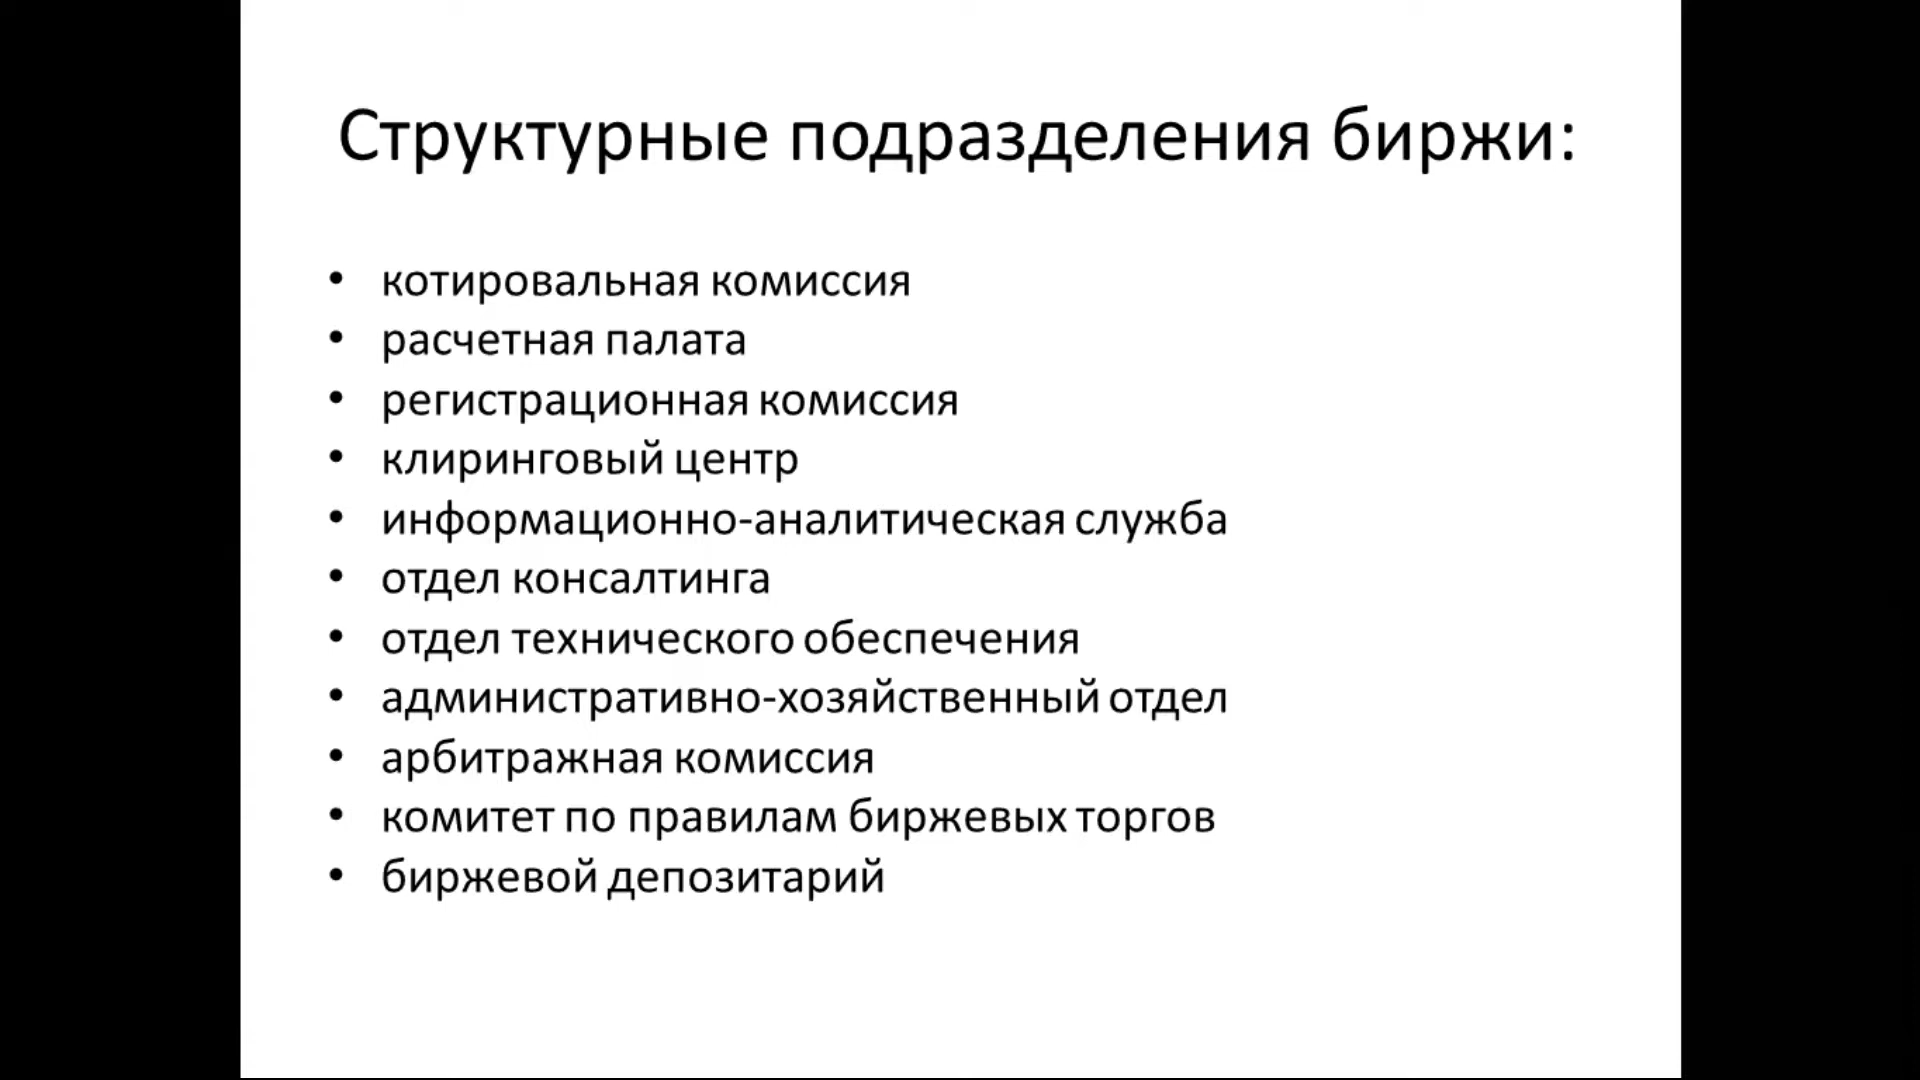 Структурные подразделения биржи:
• котировальная комиссия
• расчетная палата
• регистрационная комиссия
• клиринговый центр
• информационно-аналитическая служба
• отдел консалтинга
• отдел технического обеспечения
• административно-хозяйственный отдел
• арбитражная комиссия
• комитет по правилам биржевых торгов
• биржевой депозитарий